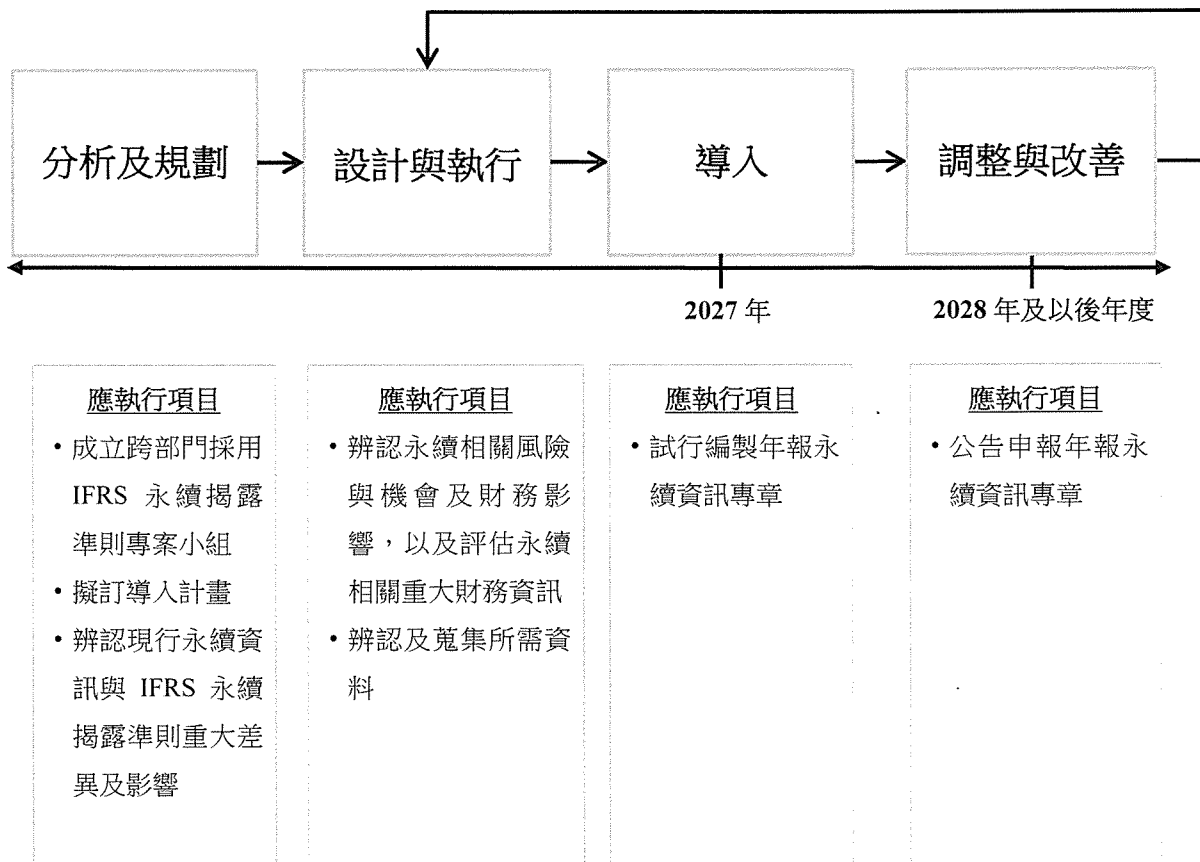 分析及規劃
設計與執行
導入
調整與改善
2027 年
2028 年及以後年度
應執行項目
• 成立跨部門採用
IFRS 永續揭露
準則專案小組
• 擬訂導入計畫
• 辨認現行永續資
訊與 IFRS 永續
揭露準則重大差
異及影響
應執行項目
• 辨認永續相關風險
與機會及財務影
響，以及評估永續
相關重大財務資訊
• 辨認及蒐集所需資
料
應執行項目
• 試行編製年報永
續資訊專章
應執行項目
• 公告申報年報永
續資訊專章